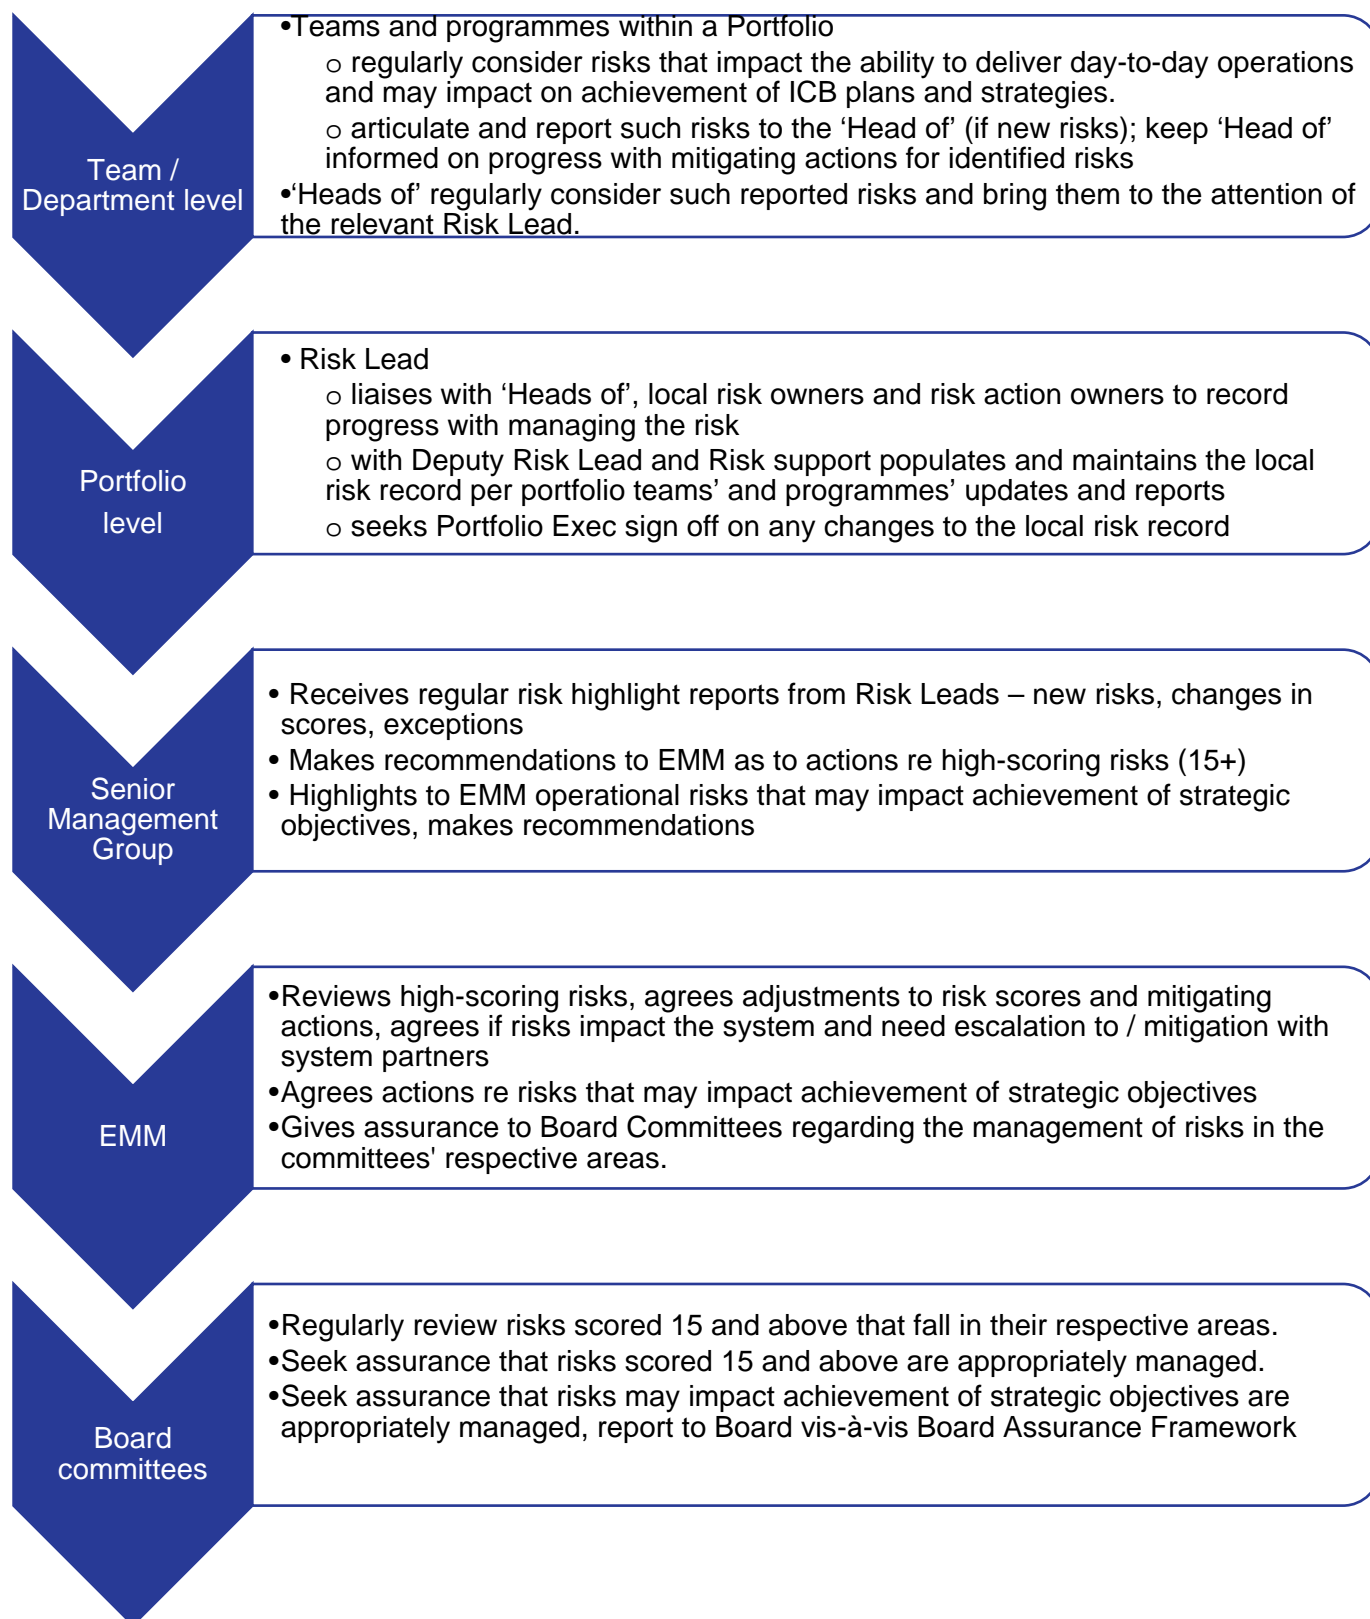 Team /
Department level
•Teams and programmes within a Portfolio
o regularly consider risks that impact the ability to deliver day-to-day operations
and may impact on achievement of ICB plans and strategies.
o articulate and report such risks to the ‘Head of’ (if new risks); keep ‘Head of’
informed on progress with mitigating actions for identified risks
•‘Heads of’ regularly consider such reported risks and bring them to the attention of
the relevant Risk Lead.
Portfolio
level
• Risk Lead
o liaises with ‘Heads of’, local risk owners and risk action owners to record
progress with managing the risk
o with Deputy Risk Lead and Risk support populates and maintains the local
risk record per portfolio teams’ and programmes’ updates and reports
o seeks Portfolio Exec sign off on any changes to the local risk record
Senior
Management
Group
• Receives regular risk highlight reports from Risk Leads – new risks, changes in
scores, exceptions
• Makes recommendations to EMM as to actions re high-scoring risks (15+)
• Highlights to EMM operational risks that may impact achievement of strategic
objectives, makes recommendations
EMM
•Reviews high-scoring risks, agrees adjustments to risk scores and mitigating
actions, agrees if risks impact the system and need escalation to / mitigation with
system partners
•Agrees actions re risks that may impact achievement of strategic objectives
•Gives assurance to Board Committees regarding the management of risks in the
committees' respective areas.
Board
committees
•Regularly review risks scored 15 and above that fall in their respective areas.
•Seek assurance that risks scored 15 and above are appropriately managed.
•Seek assurance that risks may impact achievement of strategic objectives are
appropriately managed, report to Board vis-à-vis Board Assurance Framework